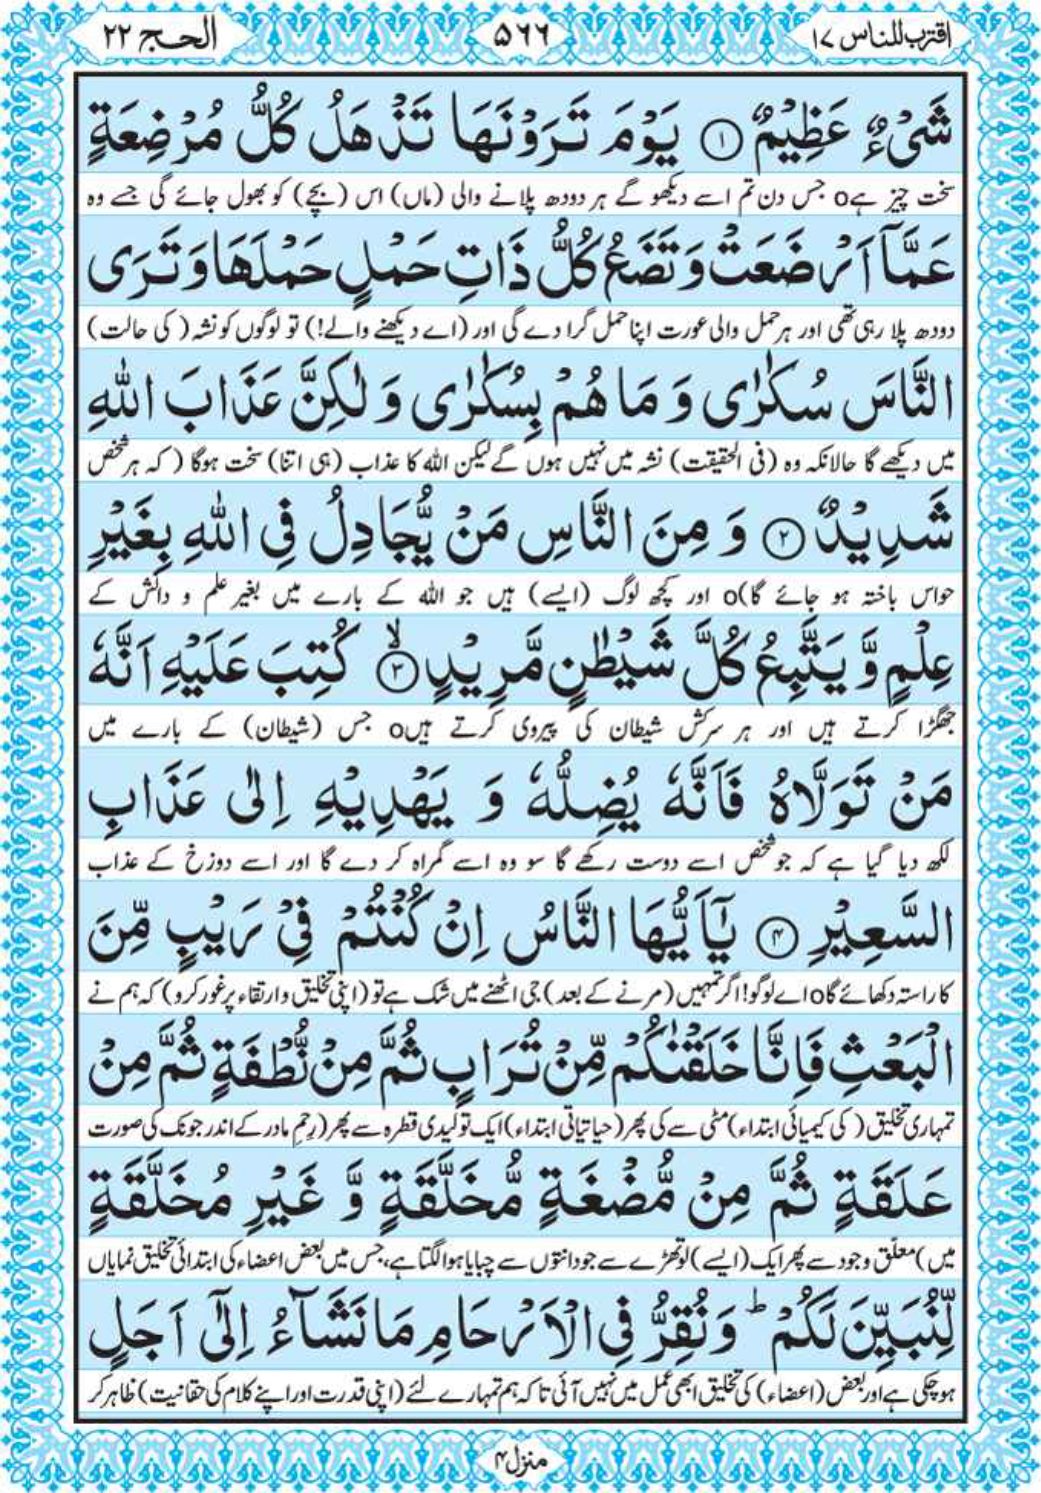 اقترب للناس ١٧
٥٦٦
الحـج ٢٢
شَیْءٌ عَظِیْمٌ ﴿١﴾ یَوْمَ تَرَوْنَهَا تَذْهَلُ كُلُّ مُرْضِعَةٍ
سخت چیز ہےo جس دن تم اسے دیکھو گے ہر دودھ پلانے والی (ماں) اس (بچے) کو بھول جائے گی جسے وہ
عَمَّاۤ اَرْضَعَتْ وَ تَضَعُ كُلُّ ذَاتِ حَمْلٍ حَمْلَهَا وَ تَرَی
دودھ پلا رہی تھی اور ہر حمل والی عورت اپنا حمل گرا دے گی اور (اے دیکھنے والے!) تو لوگوں کو نشہ (کی حالت)
النَّاسَ سُكٰرٰی وَ مَا هُمْ بِسُكٰرٰی وَ لٰكِنَّ عَذَابَ اللّٰهِ
میں دیکھے گا حالانکہ وہ (فی الحقیقت) نشہ میں نہیں ہوں گے لیکن اللہ کا عذاب (ہی اتنا) سخت ہوگا (کہ ہر شخص
شَدِیْدٌ ﴿٢﴾ وَ مِنَ النَّاسِ مَنْ یُّجَادِلُ فِی اللّٰهِ بِغَیْرِ
حواس باختہ ہو جائے گا)o اور کچھ لوگ (ایسے) ہیں جو اللہ کے بارے میں بغیر علم و دانش کے
عِلْمٍ وَّ یَتَّبِعُ كُلَّ شَیْطٰنٍ مَّرِیْدٍ ﴿٣﴾ۙ كُتِبَ عَلَیْهِ اَنَّهٗ
جھگڑا کرتے ہیں اور ہر سرکش شیطان کی پیروی کرتے ہیںo جس (شیطان) کے بارے میں
مَنْ تَوَلَّاهُ فَاَنَّهٗ یُضِلُّهٗ وَ یَهْدِیْهِ اِلٰی عَذَابِ
لکھ دیا گیا ہے کہ جو شخص اسے دوست رکھے گا سو وہ اسے گمراہ کر دے گا اور اسے دوزخ کے عذاب
السَّعِیْرِ ﴿۴﴾ یٰۤاَیُّهَا النَّاسُ اِنْ كُنْتُمْ فِیْ رَیْبٍ مِّنَ
کا راستہ دکھائے گاo اے لوگو! اگر تمہیں (مرنے کے بعد) جی اٹھنے میں شک ہے تو (اپنی تخلیق و ارتقاء پر غور کرو) کہ ہم نے
الْبَعْثِ فَاِنَّا خَلَقْنٰكُمْ مِّنْ تُرَابٍ ثُمَّ مِنْ نُّطْفَةٍ ثُمَّ مِنْ
تمہاری تخلیق (کی کیمیائی ابتداء) مٹی سے کی پھر (حیاتیاتی ابتداء) ایک تولیدی قطرہ سے پھر (رحمِ مادر کے اندر جونک کی صورت
عَلَقَةٍ ثُمَّ مِنْ مُّضْغَةٍ مُّخَلَّقَةٍ وَّ غَیْرِ مُخَلَّقَةٍ
میں) معلّق وجود سے پھر ایک (ایسے) لوتھڑے سے جو دانتوں سے چبایا ہوا لگتا ہے، جس میں بعض اعضاء کی ابتدائی تخلیق نمایاں
لِّنُبَیِّنَ لَكُمْ ؕ وَ نُقِرُّ فِی الْاَرْحَامِ مَا نَشَآءُ اِلٰۤی اَجَلٍ
ہو چکی ہے اور بعض (اعضاء) کی تخلیق ابھی عمل میں نہیں آئی تاکہ ہم تمہارے لئے (اپنی قدرت اور اپنے کلام کی حقانیت) ظاہر کر
منزل ۴